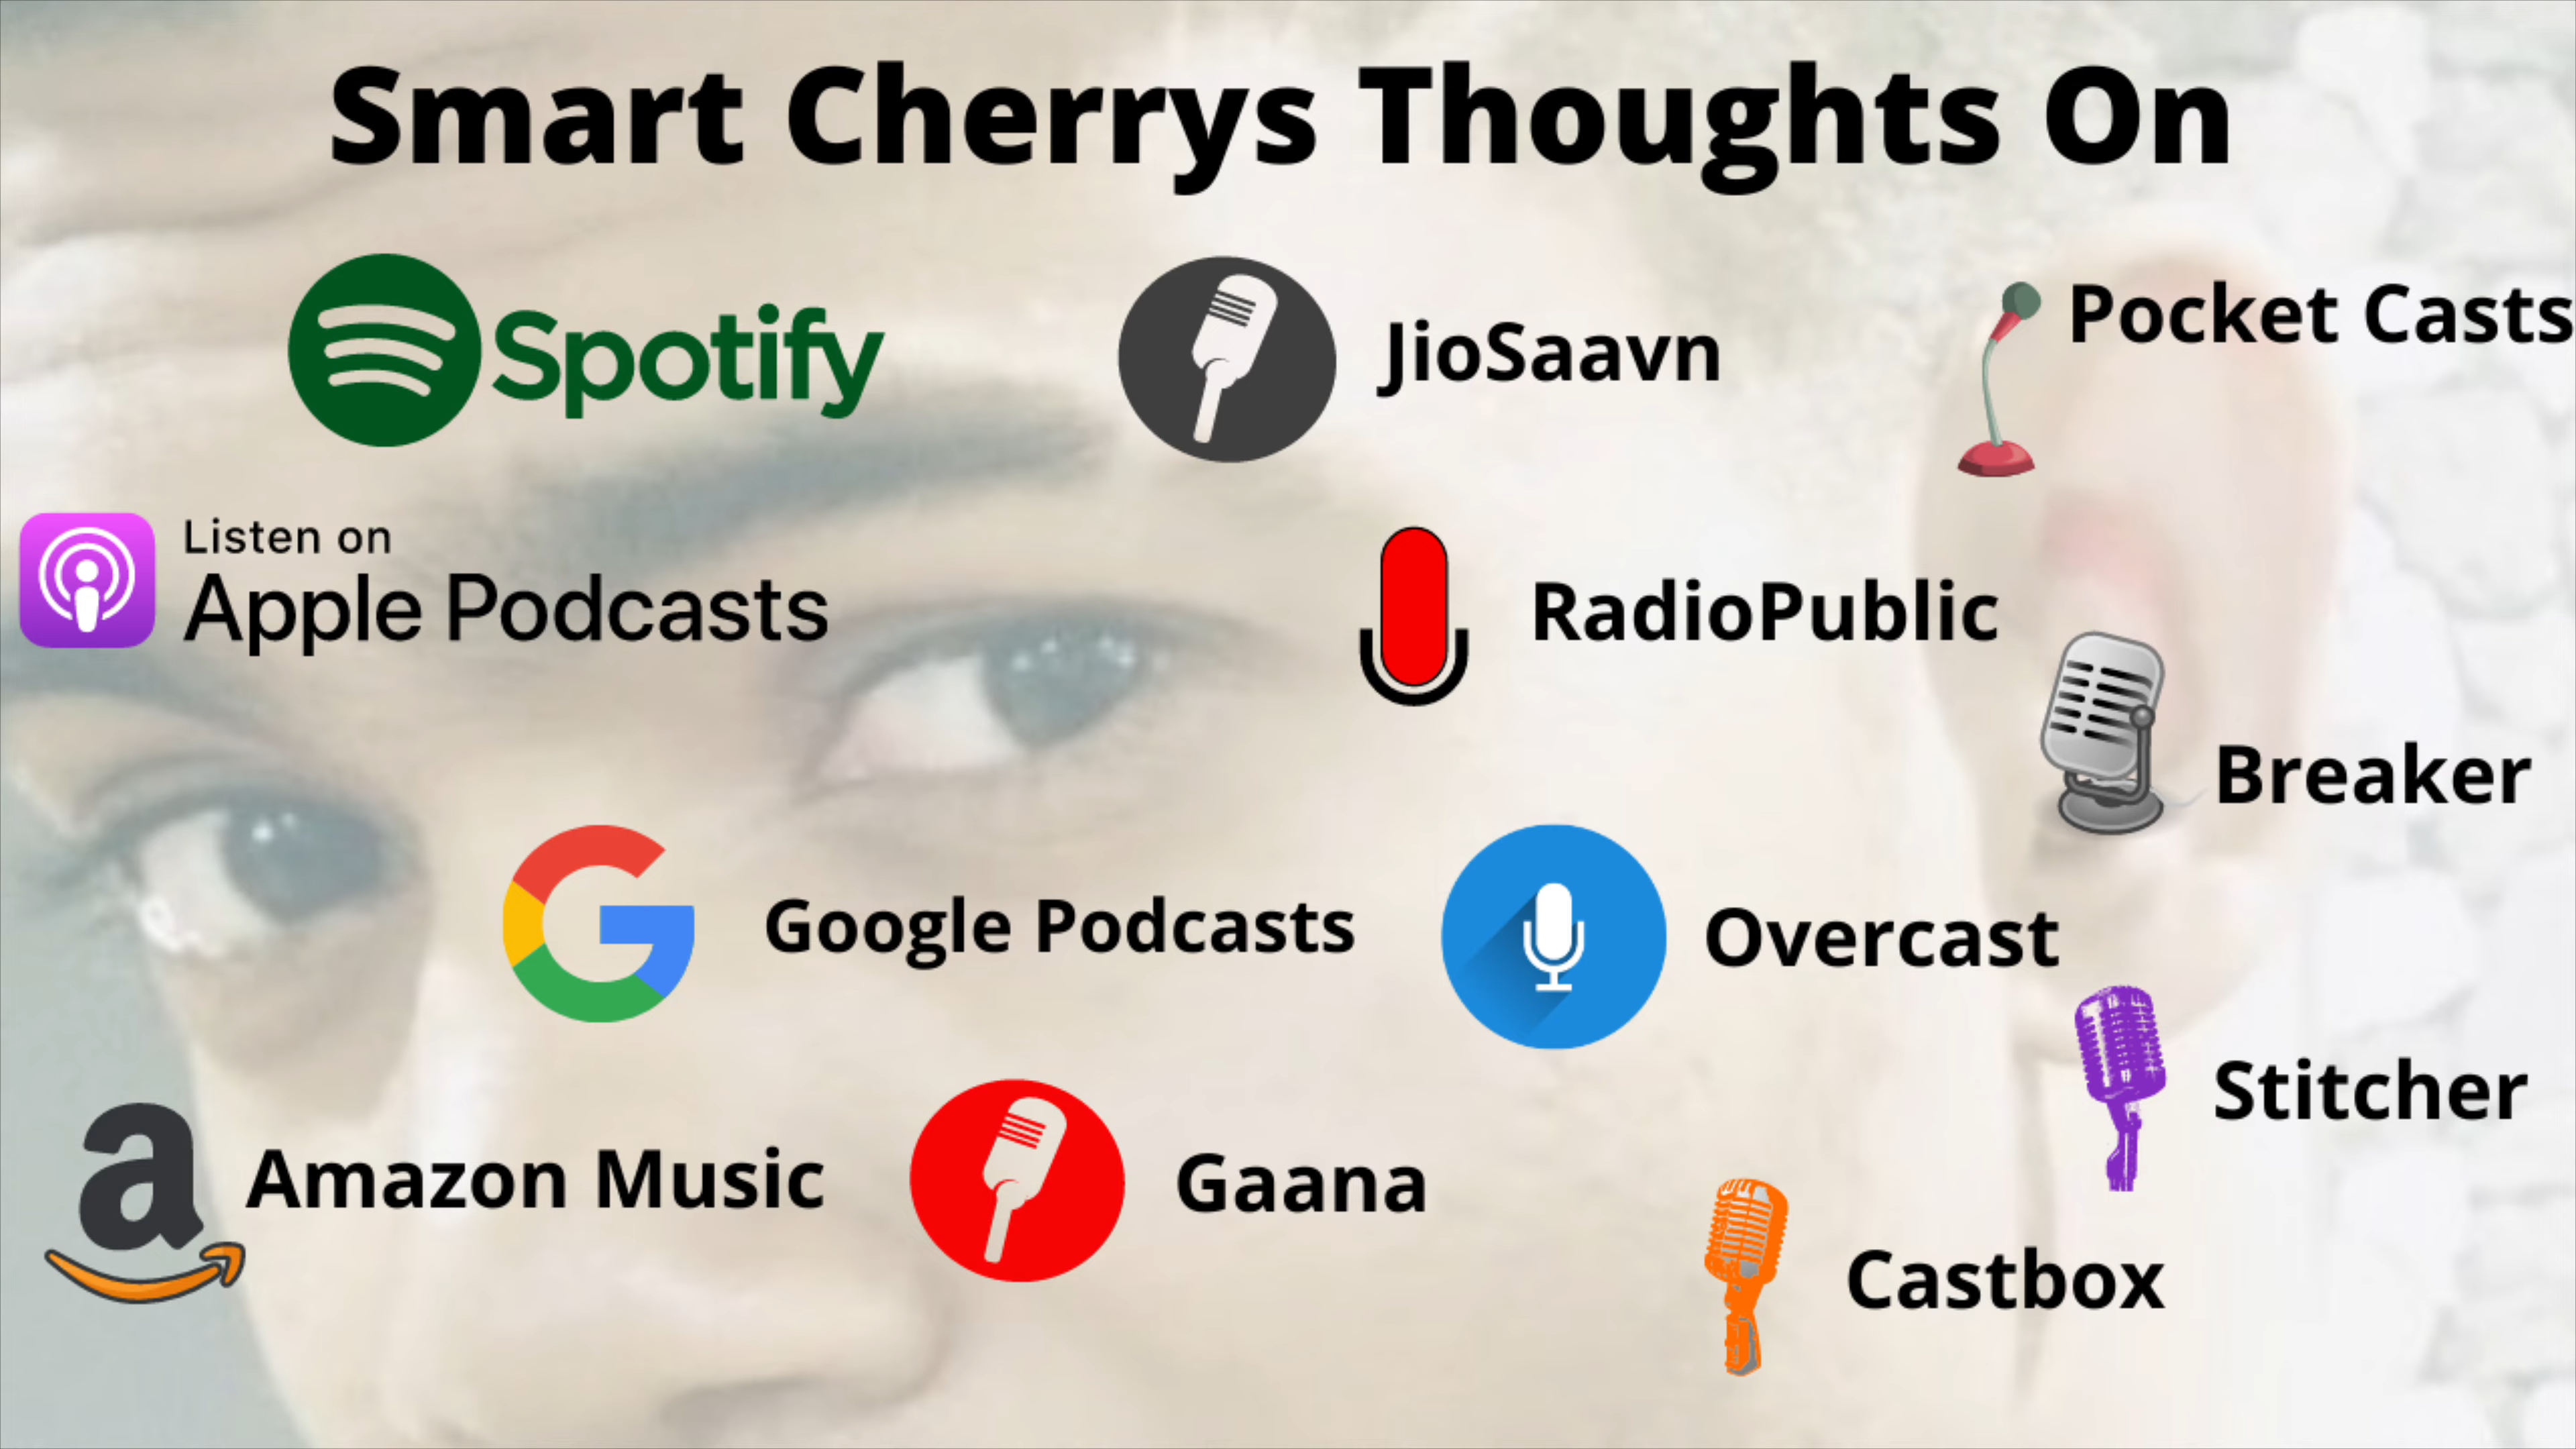 Smart Cherrys Thoughts On
Spotify
JioSaavn
Pocket Casts
Listen on
Apple Podcasts
RadioPublic
Breaker
Google Podcasts
Overcast
Stitcher
a Amazon Music
Gaana
Castbox